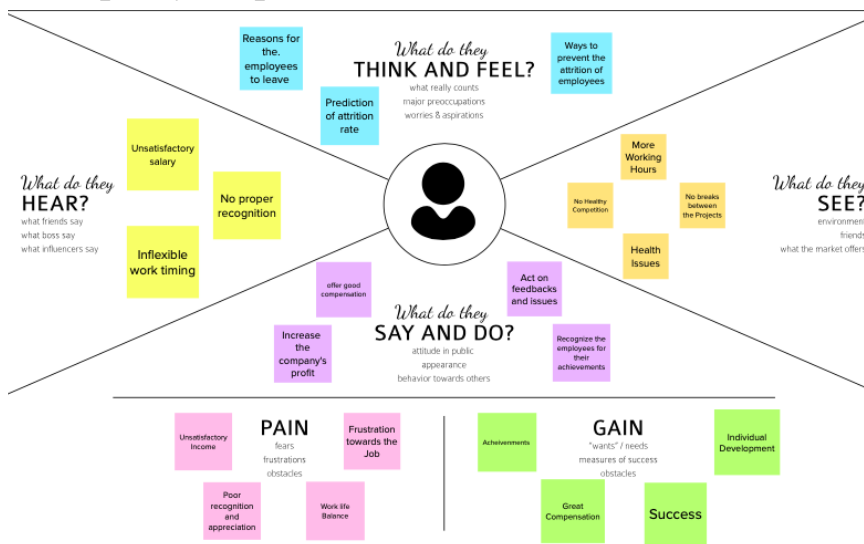 Reasons for
the.
employees
to leave
What do they
THINK AND FEEL?
what really counts
major preoccupations
worries & aspirations
Ways to
prevent the
attrition of
employees
Prediction
of attrition
rate
What do they
HEAR?
what friends say
what boss say
what influencers say
Unsatisfactory
salary
No proper
recognition
Inflexible
work timing
More
Working
Hours
No Healthy
Competition
No breaks
between
the Projects
Health
Issues
What do they
SEE?
environment
friends
what the market offers
offer good
compensation
Increase
the
company's
profit
What do they
SAY AND DO?
attitude in public
appearance
behavior towards others
Act on
feedbacks
and issues
Recognize the
employees for
their
achievements
PAIN
fears
frustrations
obstacles
Unsatisfactory
Income
Frustration
towards the
Job
Poor
recognition
and
appreciation
Work life
Balance
GAIN
"wants" / needs
measures of success
obstacles
Acheivenments
Individual
Development
Great
Compensation
Success